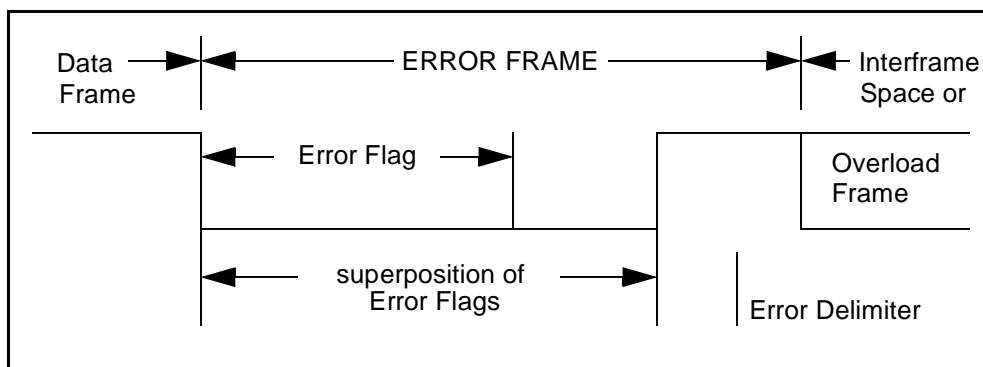 Data
Frame
ERROR FRAME
Interframe
Space or
Error Flag
Overload
Frame
superposition of
Error Flags
Error Delimiter